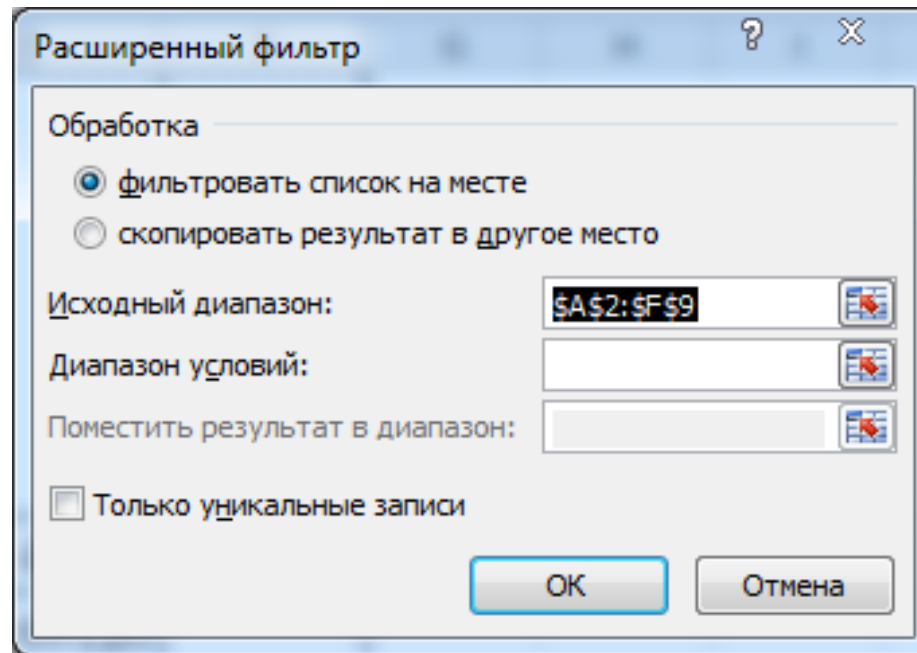 Расширенный фильтр
Обработка
фильтровать список на месте
скопировать результат в другое место
Исходный диапазон: $A$2:$F$9
Диапазон условий:
Поместить результат в диапазон:
Только уникальные записи
ОК Отмена